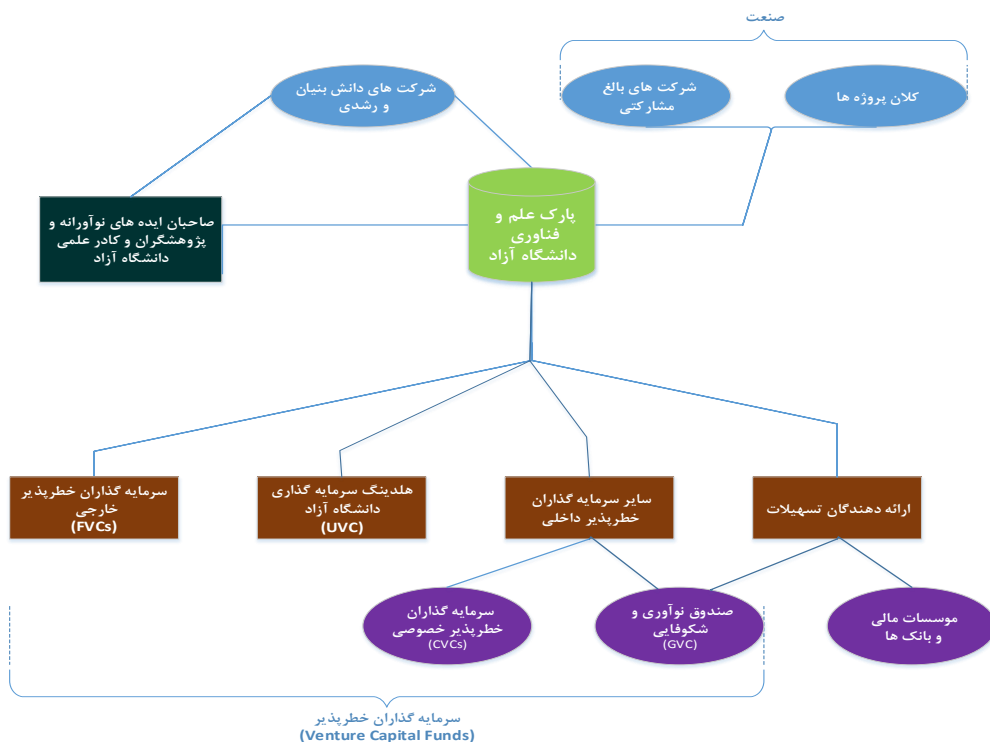 صنعت
کلان پروژه ها
شرکت های بالغ
مشارکتی
شرکت های دانش بنیان
و رشدی
پارک علم و
فناوری
دانشگاه آزاد
صاحبان ایده های نوآورانه و
پژوهشگران و کادر علمی
دانشگاه آزاد
ارائه دهندگان تسهیلات
سایر سرمایه گذاران
خطرپذیر داخلی
هلدینگ سرمایه گذاری
دانشگاه آزاد
(UVC)
سرمایه گذاران خطرپذیر
خارجی
(FVCs)
موسسات مالی
و بانک ها
صندوق نوآوری و
شکوفایی
(GVC)
سرمایه گذاران
خطرپذیر خصوصی
(CVCs)
سرمایه گذاران خطرپذیر
(Venture Capital Funds)